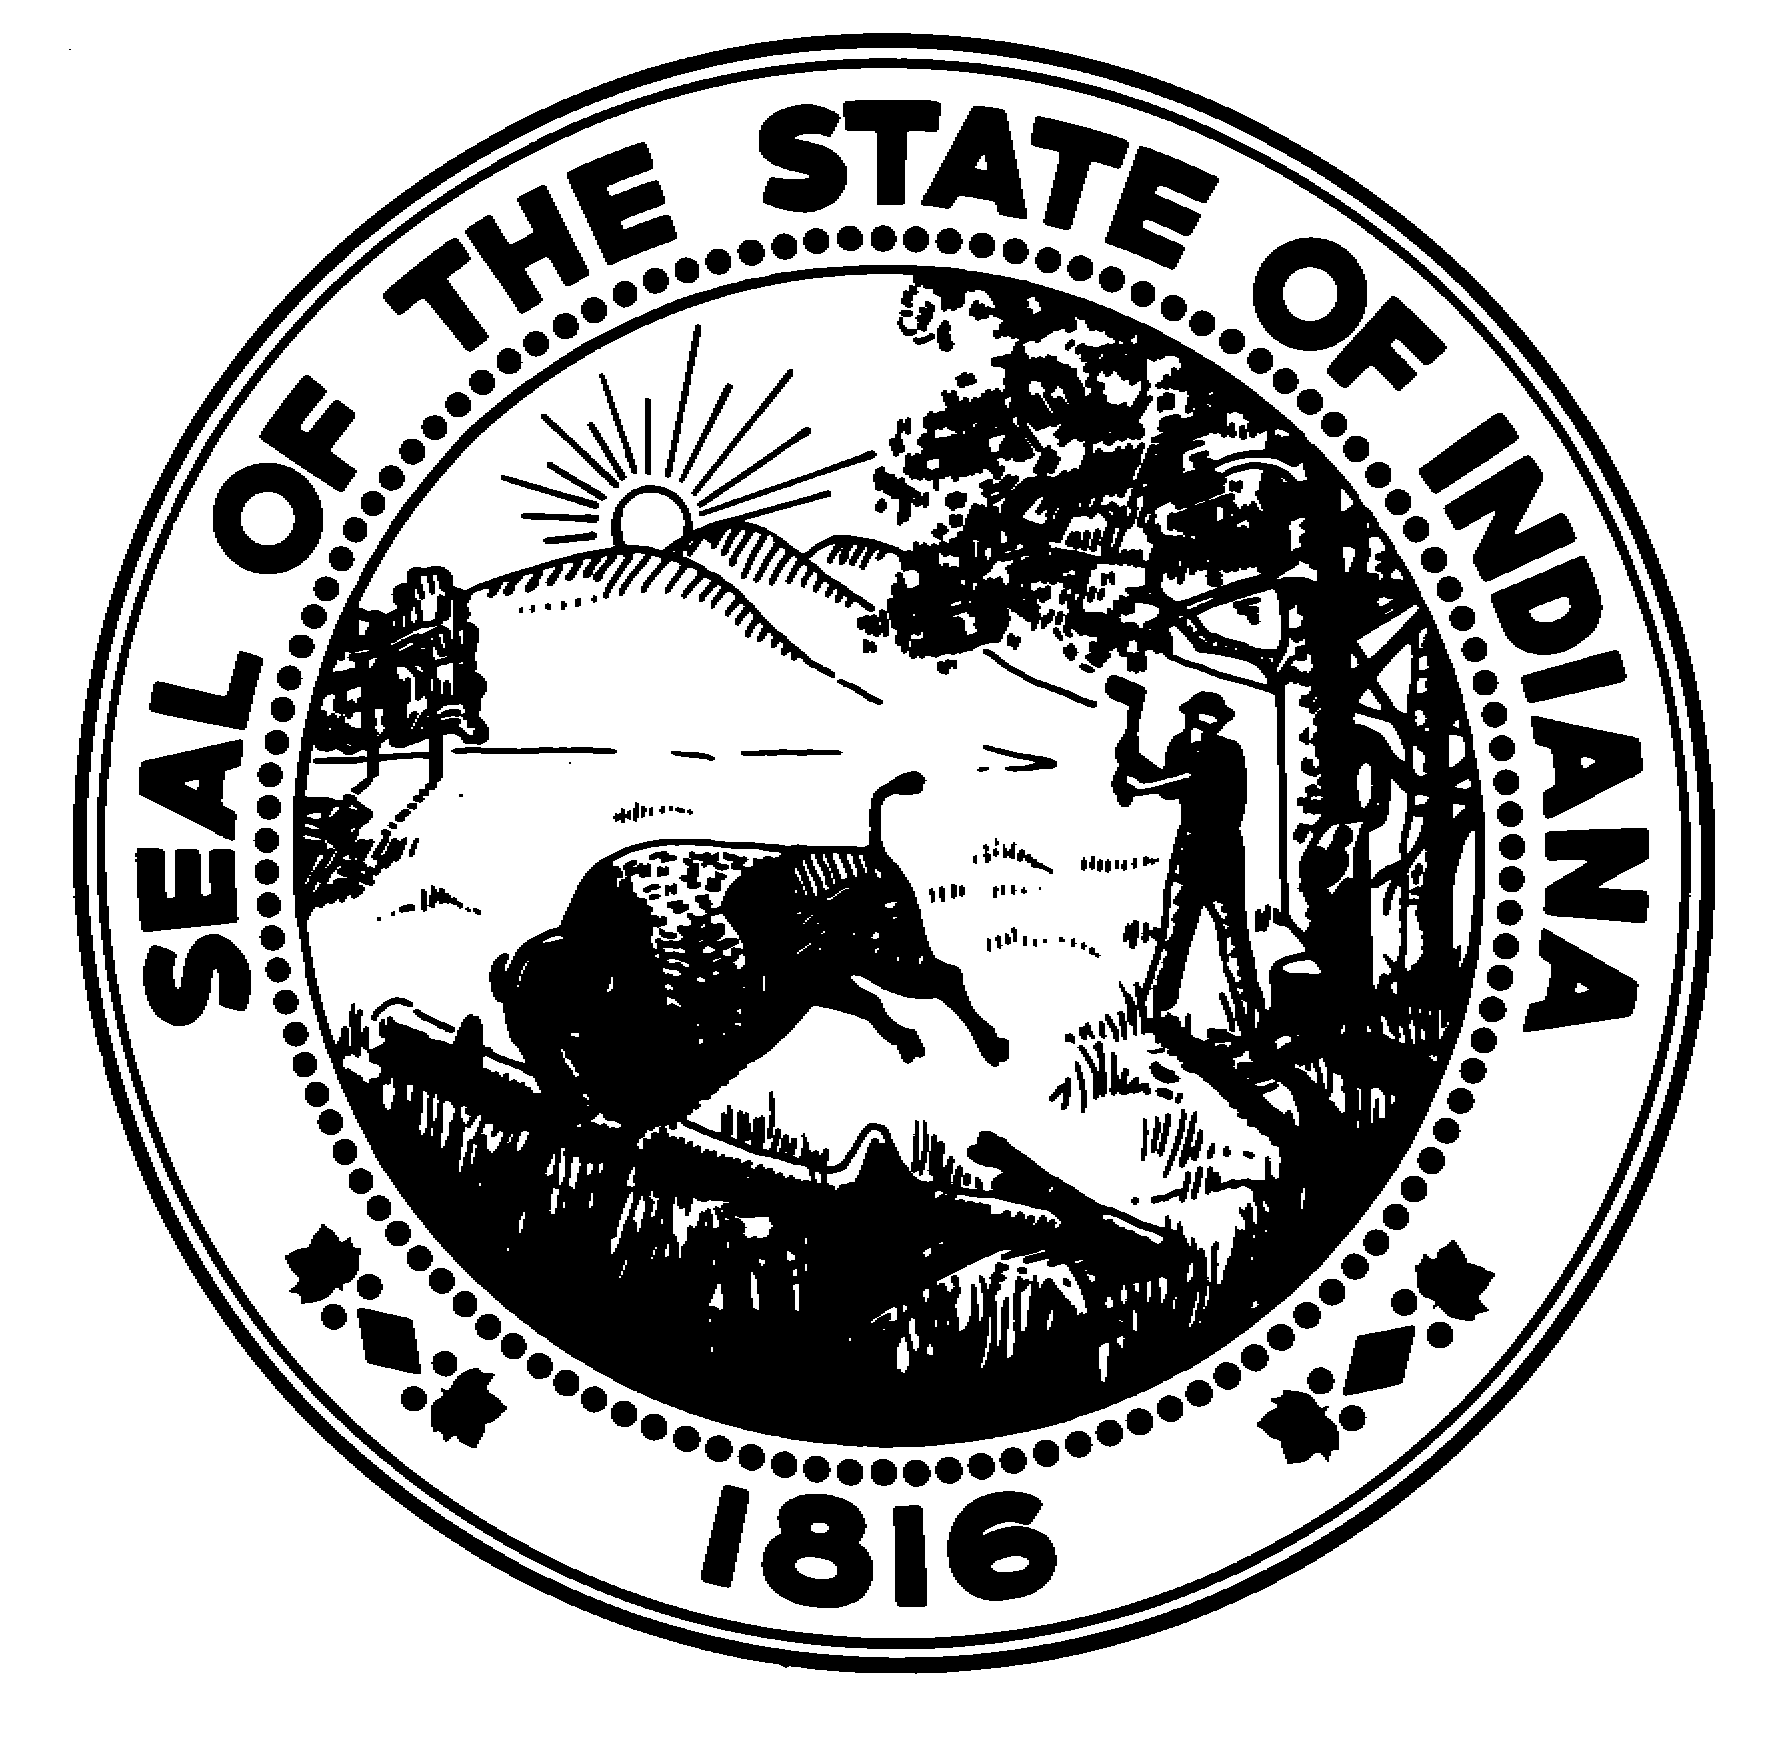 SEAL OF THE STATE OF INDIANA
1816